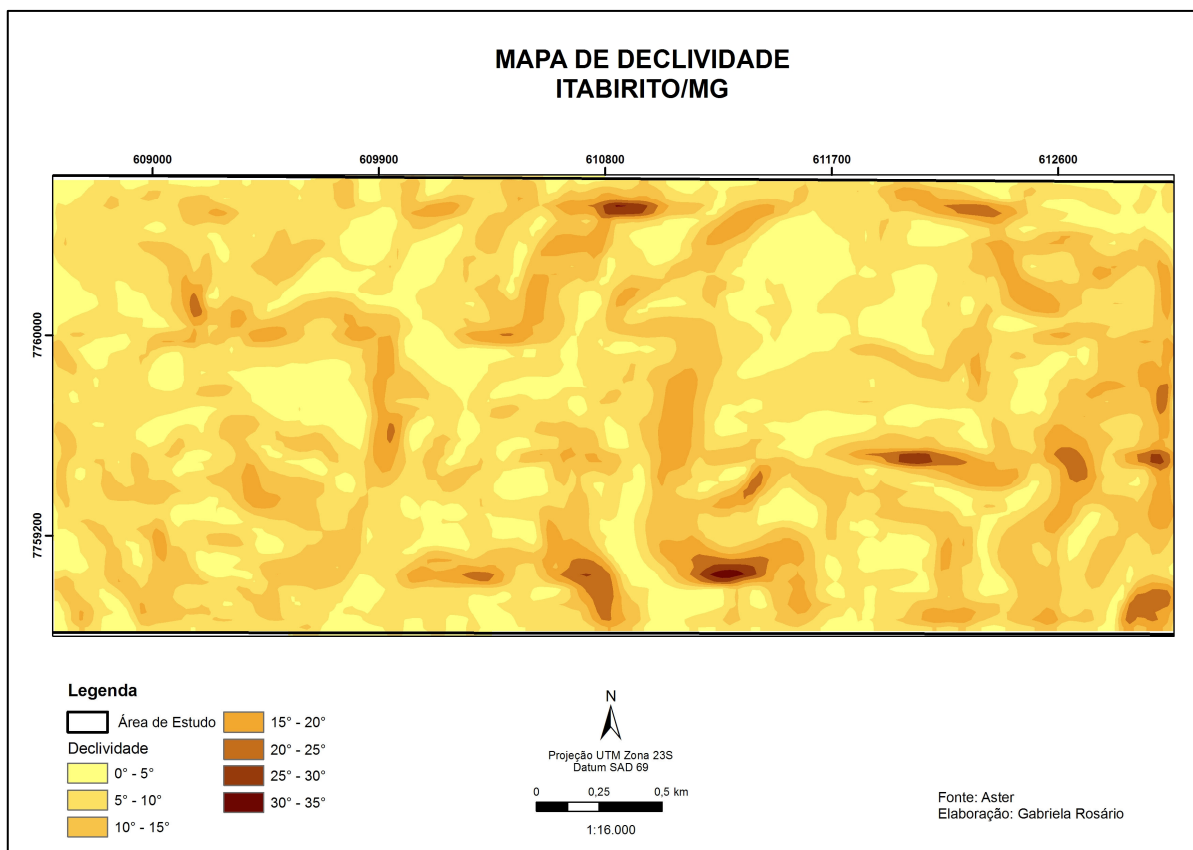 MAPA DE DECLIVIDADE
ITABIRITO/MG
609000
609900
610800
611700
612600
7760000
7759200
Legenda
Área de Estudo
Declividade
0° - 5°
5° - 10°
10° - 15°
15° - 20°
20° - 25°
25° - 30°
30° - 35°
N
Projeção UTM Zona 23S
Datum SAD 69
0 0,25 0,5 km
1:16.000
Fonte: Aster
Elaboração: Gabriela Rosário